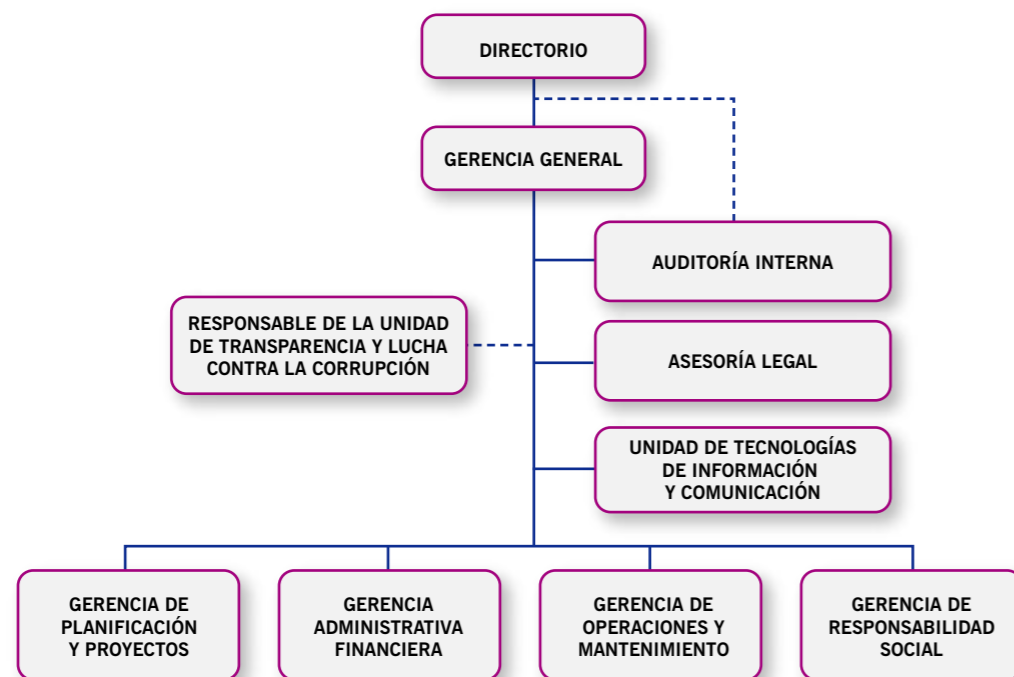 DIRECTORIO
GERENCIA GENERAL
AUDITORÍA INTERNA
RESPONSABLE DE LA UNIDAD
DE TRANSPARENCIA Y LUCHA
CONTRA LA CORRUPCIÓN
ASESORÍA LEGAL
UNIDAD DE TECNOLOGÍAS
DE INFORMACIÓN
Y COMUNICACIÓN
GERENCIA DE
PLANIFICACIÓN
Y PROYECTOS
GERENCIA
ADMINISTRATIVA
FINANCIERA
GERENCIA DE
OPERACIONES Y
MANTENIMIENTO
GERENCIA DE
RESPONSABILIDAD
SOCIAL